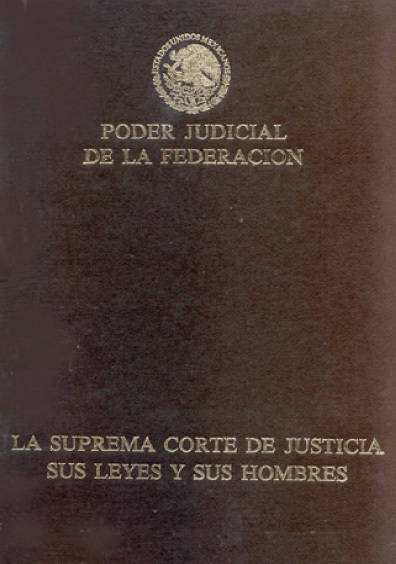 ESTADOS UNIDOS MEXICANOS
PODER JUDICIAL
DE LA FEDERACION
LA SUPREMA CORTE DE JUSTICIA
SUS LEYES Y SUS HOMBRES